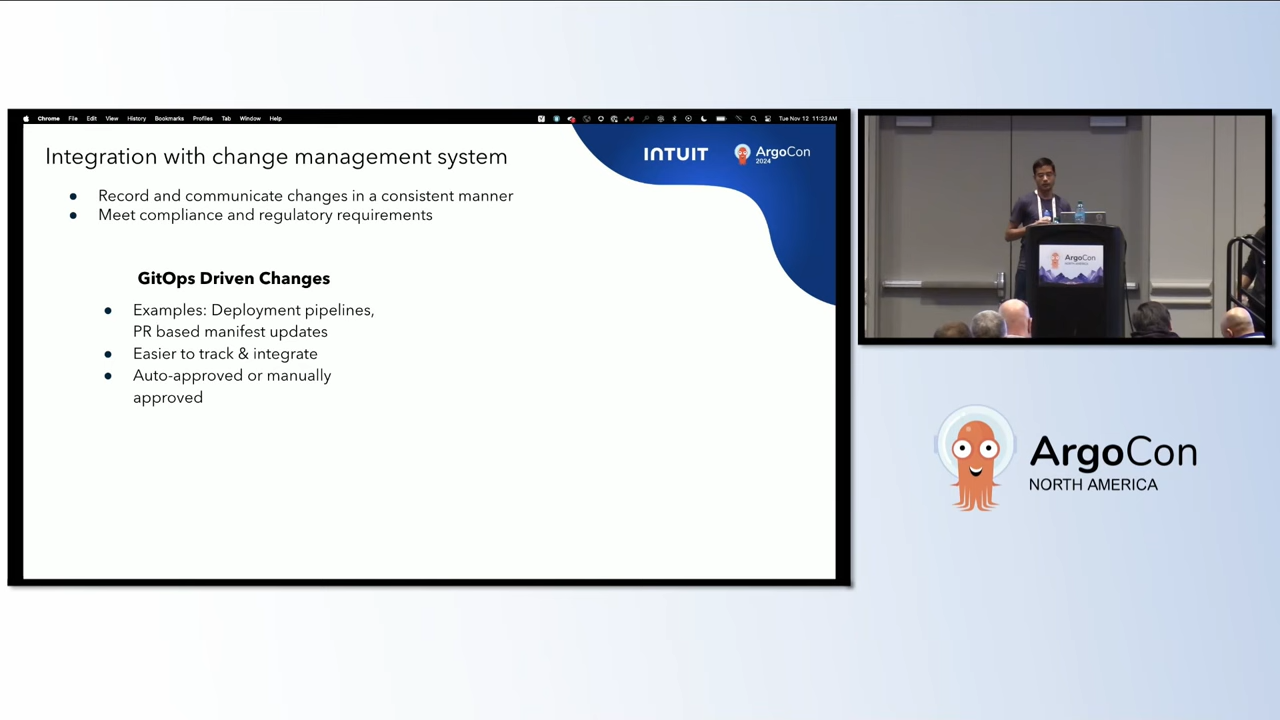 Chrome File Edit View History Bookmarks Profiles Tab Window Help
Tue Nov 12 11:23 AM
Integration with change management system
INTUIT
ArgoCon
2024
● Record and communicate changes in a consistent manner
● Meet compliance and regulatory requirements
GitOps Driven Changes
● Examples: Deployment pipelines,
PR based manifest updates
● Easier to track & integrate
● Auto-approved or manually
approved
ArgoCon
NORTH AMERICA
ArgoCon
NORTH AMERICA